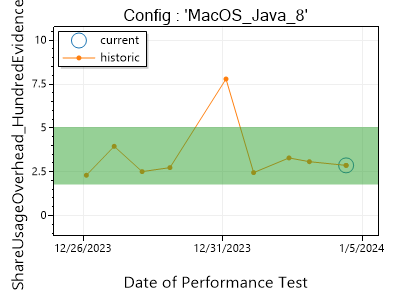 Config : 'MacOS_Java_8'
current
historic
ShareUsageOverhead_HundredEvidence
10
7.5
5
2.5
0
12/26/2023
12/31/2023
1/5/2024
Date of Performance Test